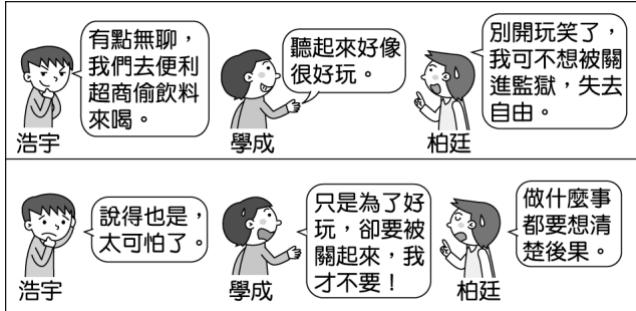 有點無聊，
我們去便利
超商偷飲料
來喝。
浩宇
聽起來好像
很好玩。
學成
別開玩笑了，
我可不想被關
進監獄，失去
自由。
柏廷
說得也是，
太可怕了。
浩宇
只是為了好
玩，卻要被
關起來，我
才不要！
學成
做什麼事
都要想清
楚後果。
柏廷